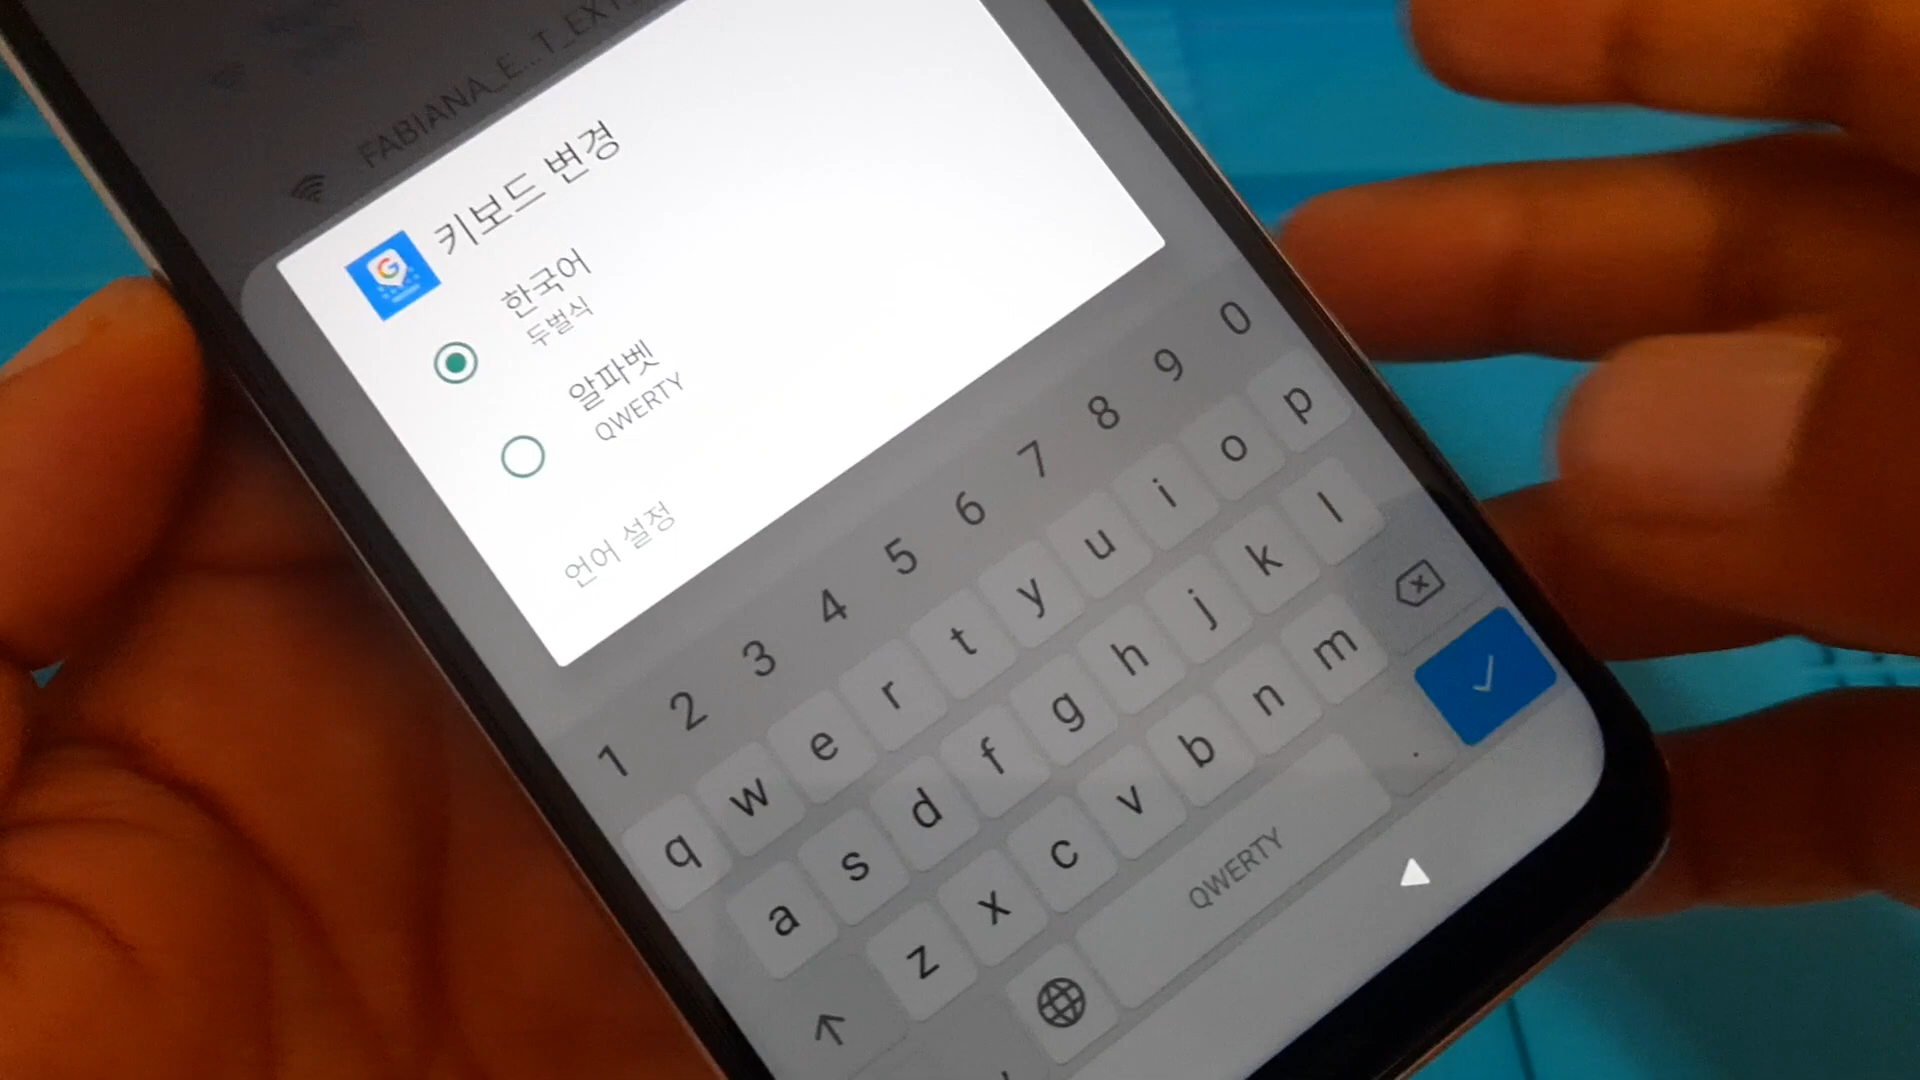 FABIANA_E...T_EXT
키보드 변경
한국어
두벌식
알파벳
QWERTY
언어 설정
1 2 3 4 5 6 7 8 9 0
q w e r t y u i o p
a s d f g h j k l
z x c v b n m
QWERTY .